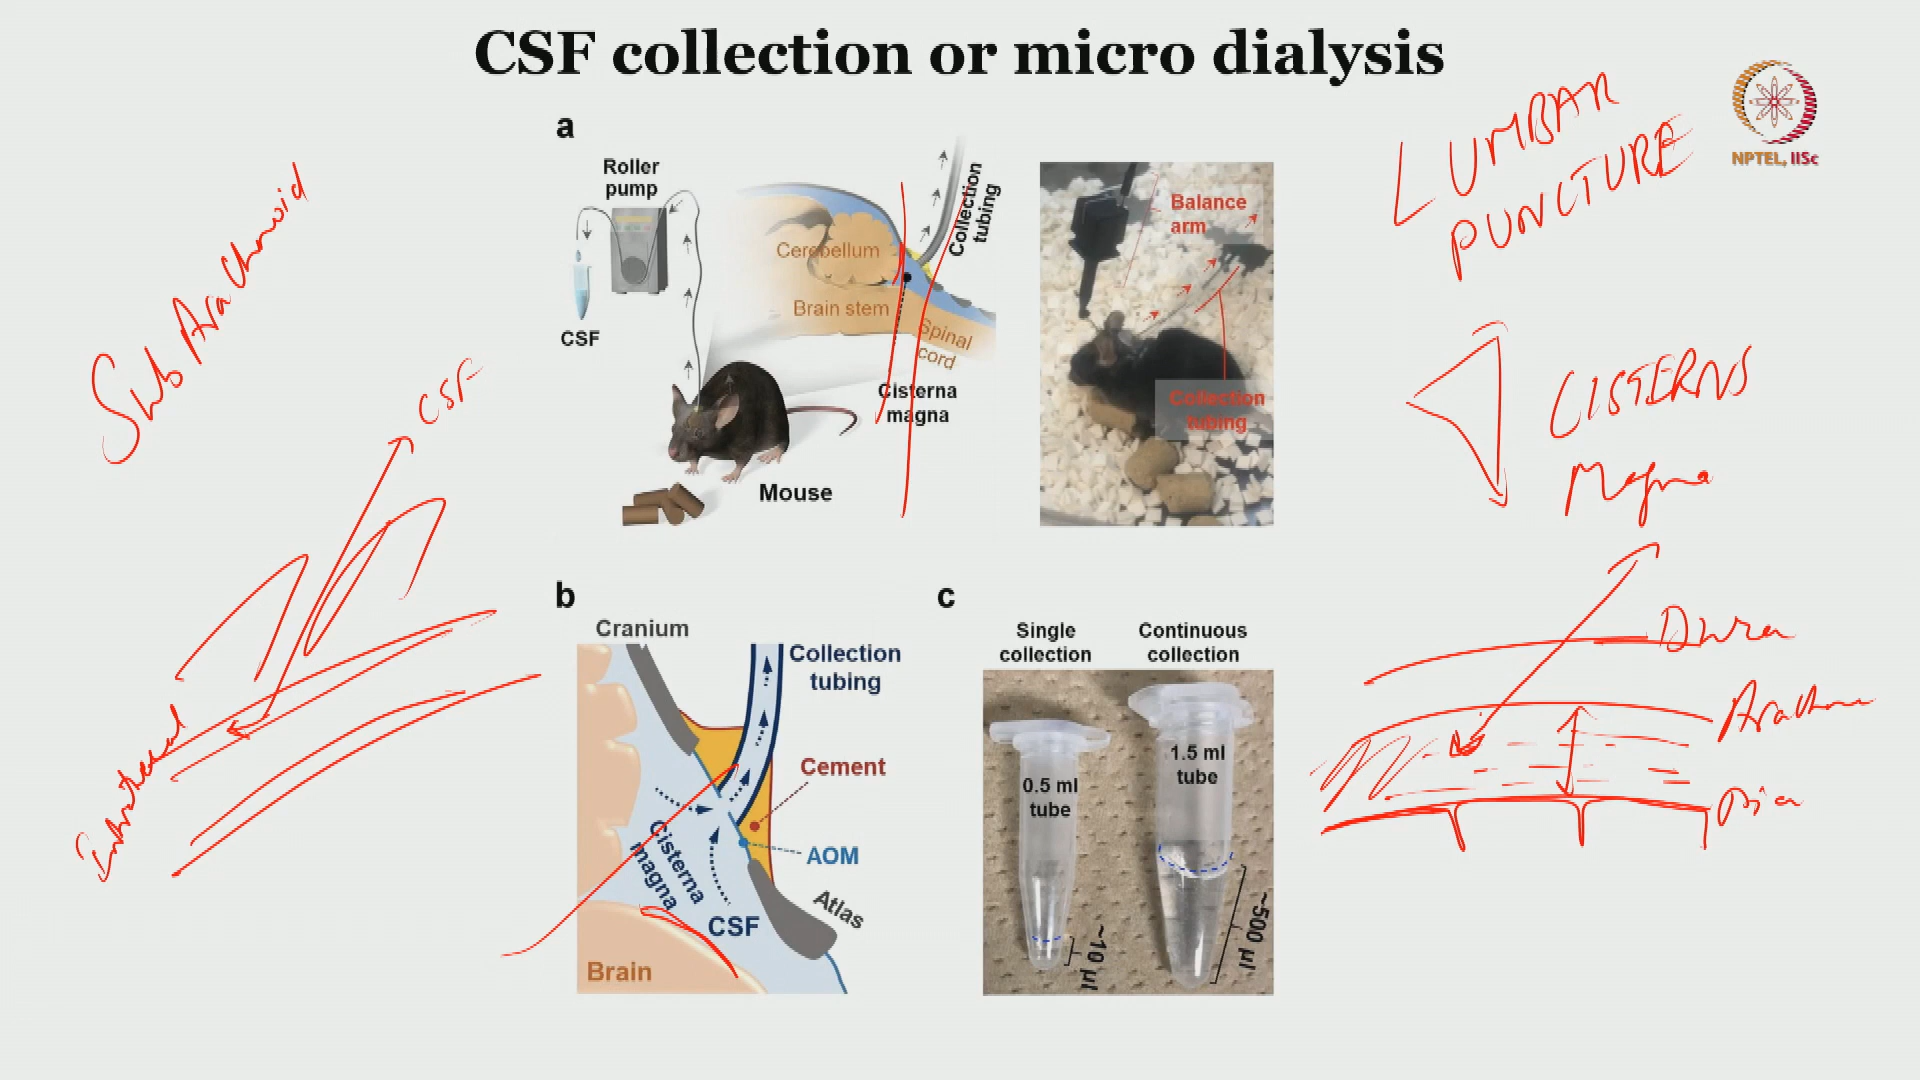 CSF collection or micro dialysis
NPTEL, IISc
LUMBAR
PUNCTURE
Sub Arachnoid
CSF
a
Roller
pump
CSF
Cerebellum
Brain stem
Spinal
cord
Collection
tubing
Cisterna
magna
Mouse
Balance
arm
Collection
tubing
CISTERNS
Magna
b
Cranium
Collection
tubing
Cement
AOM
Atlas
Cisterna
magna
CSF
Brain
c
Single
collection
Continuous
collection
0.5 ml
tube
1.5 ml
tube
~10 µl
~500 µl
Dura
Pia